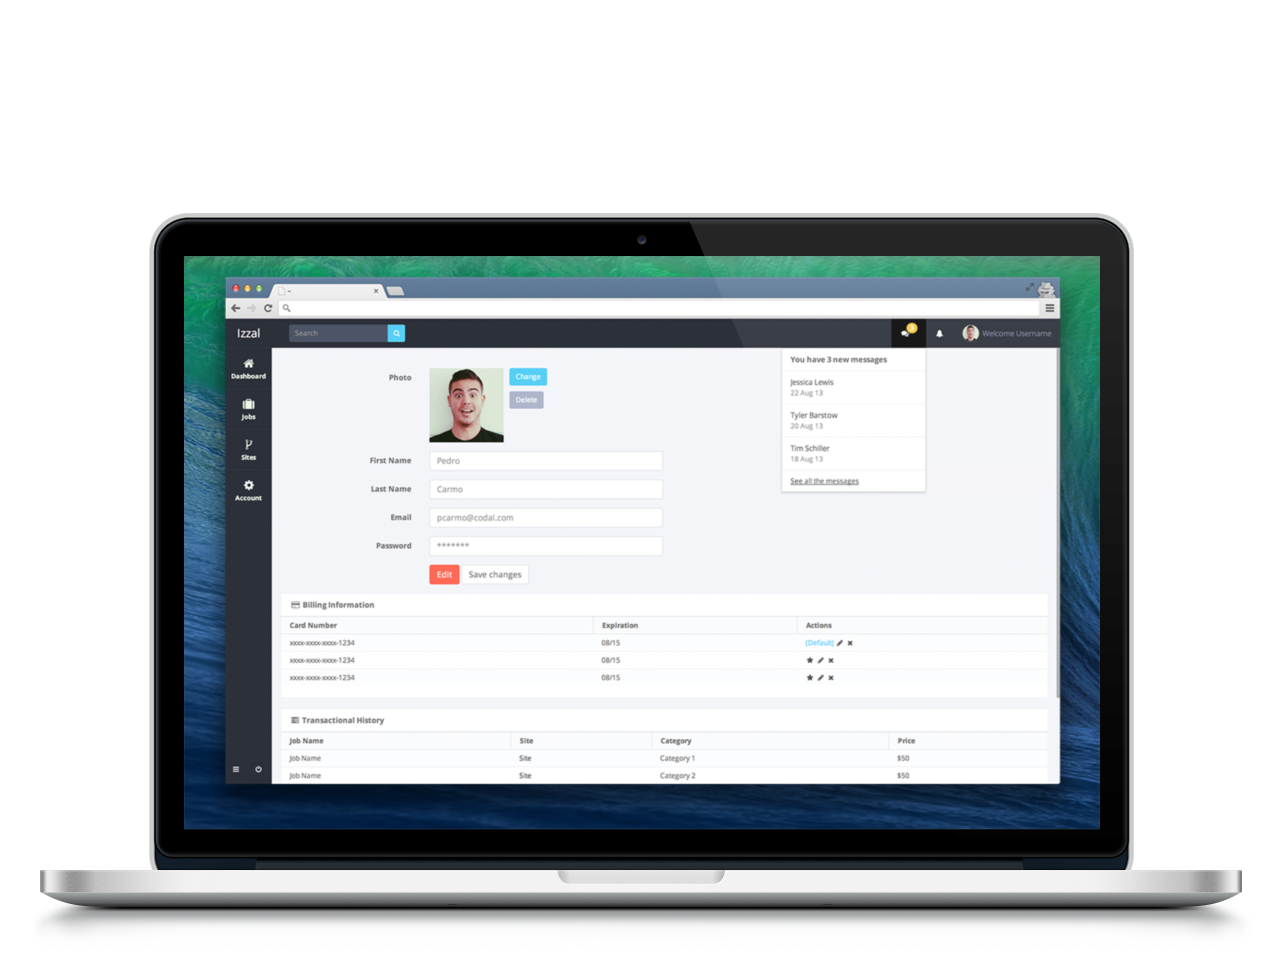 Izzal
Search
3
Welcome Username
Dashboard
Jobs
Sites
Account
Photo
Change
Delete
First Name
Pedro
Last Name
Carmo
Email
pcarmo@codal.com
Password
*******
Edit
Save changes
You have 3 new messages
Jessica Lewis
22 Aug 13
Tyler Barstow
20 Aug 13
Tim Schiller
18 Aug 13
See all the messages
Billing Information
Card Number Expiration Actions
xxxx-xxxx-xxxx-1234 08/15 (Default)
xxxx-xxxx-xxxx-1234 08/15
xxxx-xxxx-xxxx-1234 08/15
Transactional History
Job Name Site Category Price
Job Name Site Category 1 $50
Job Name Site Category 2 $50